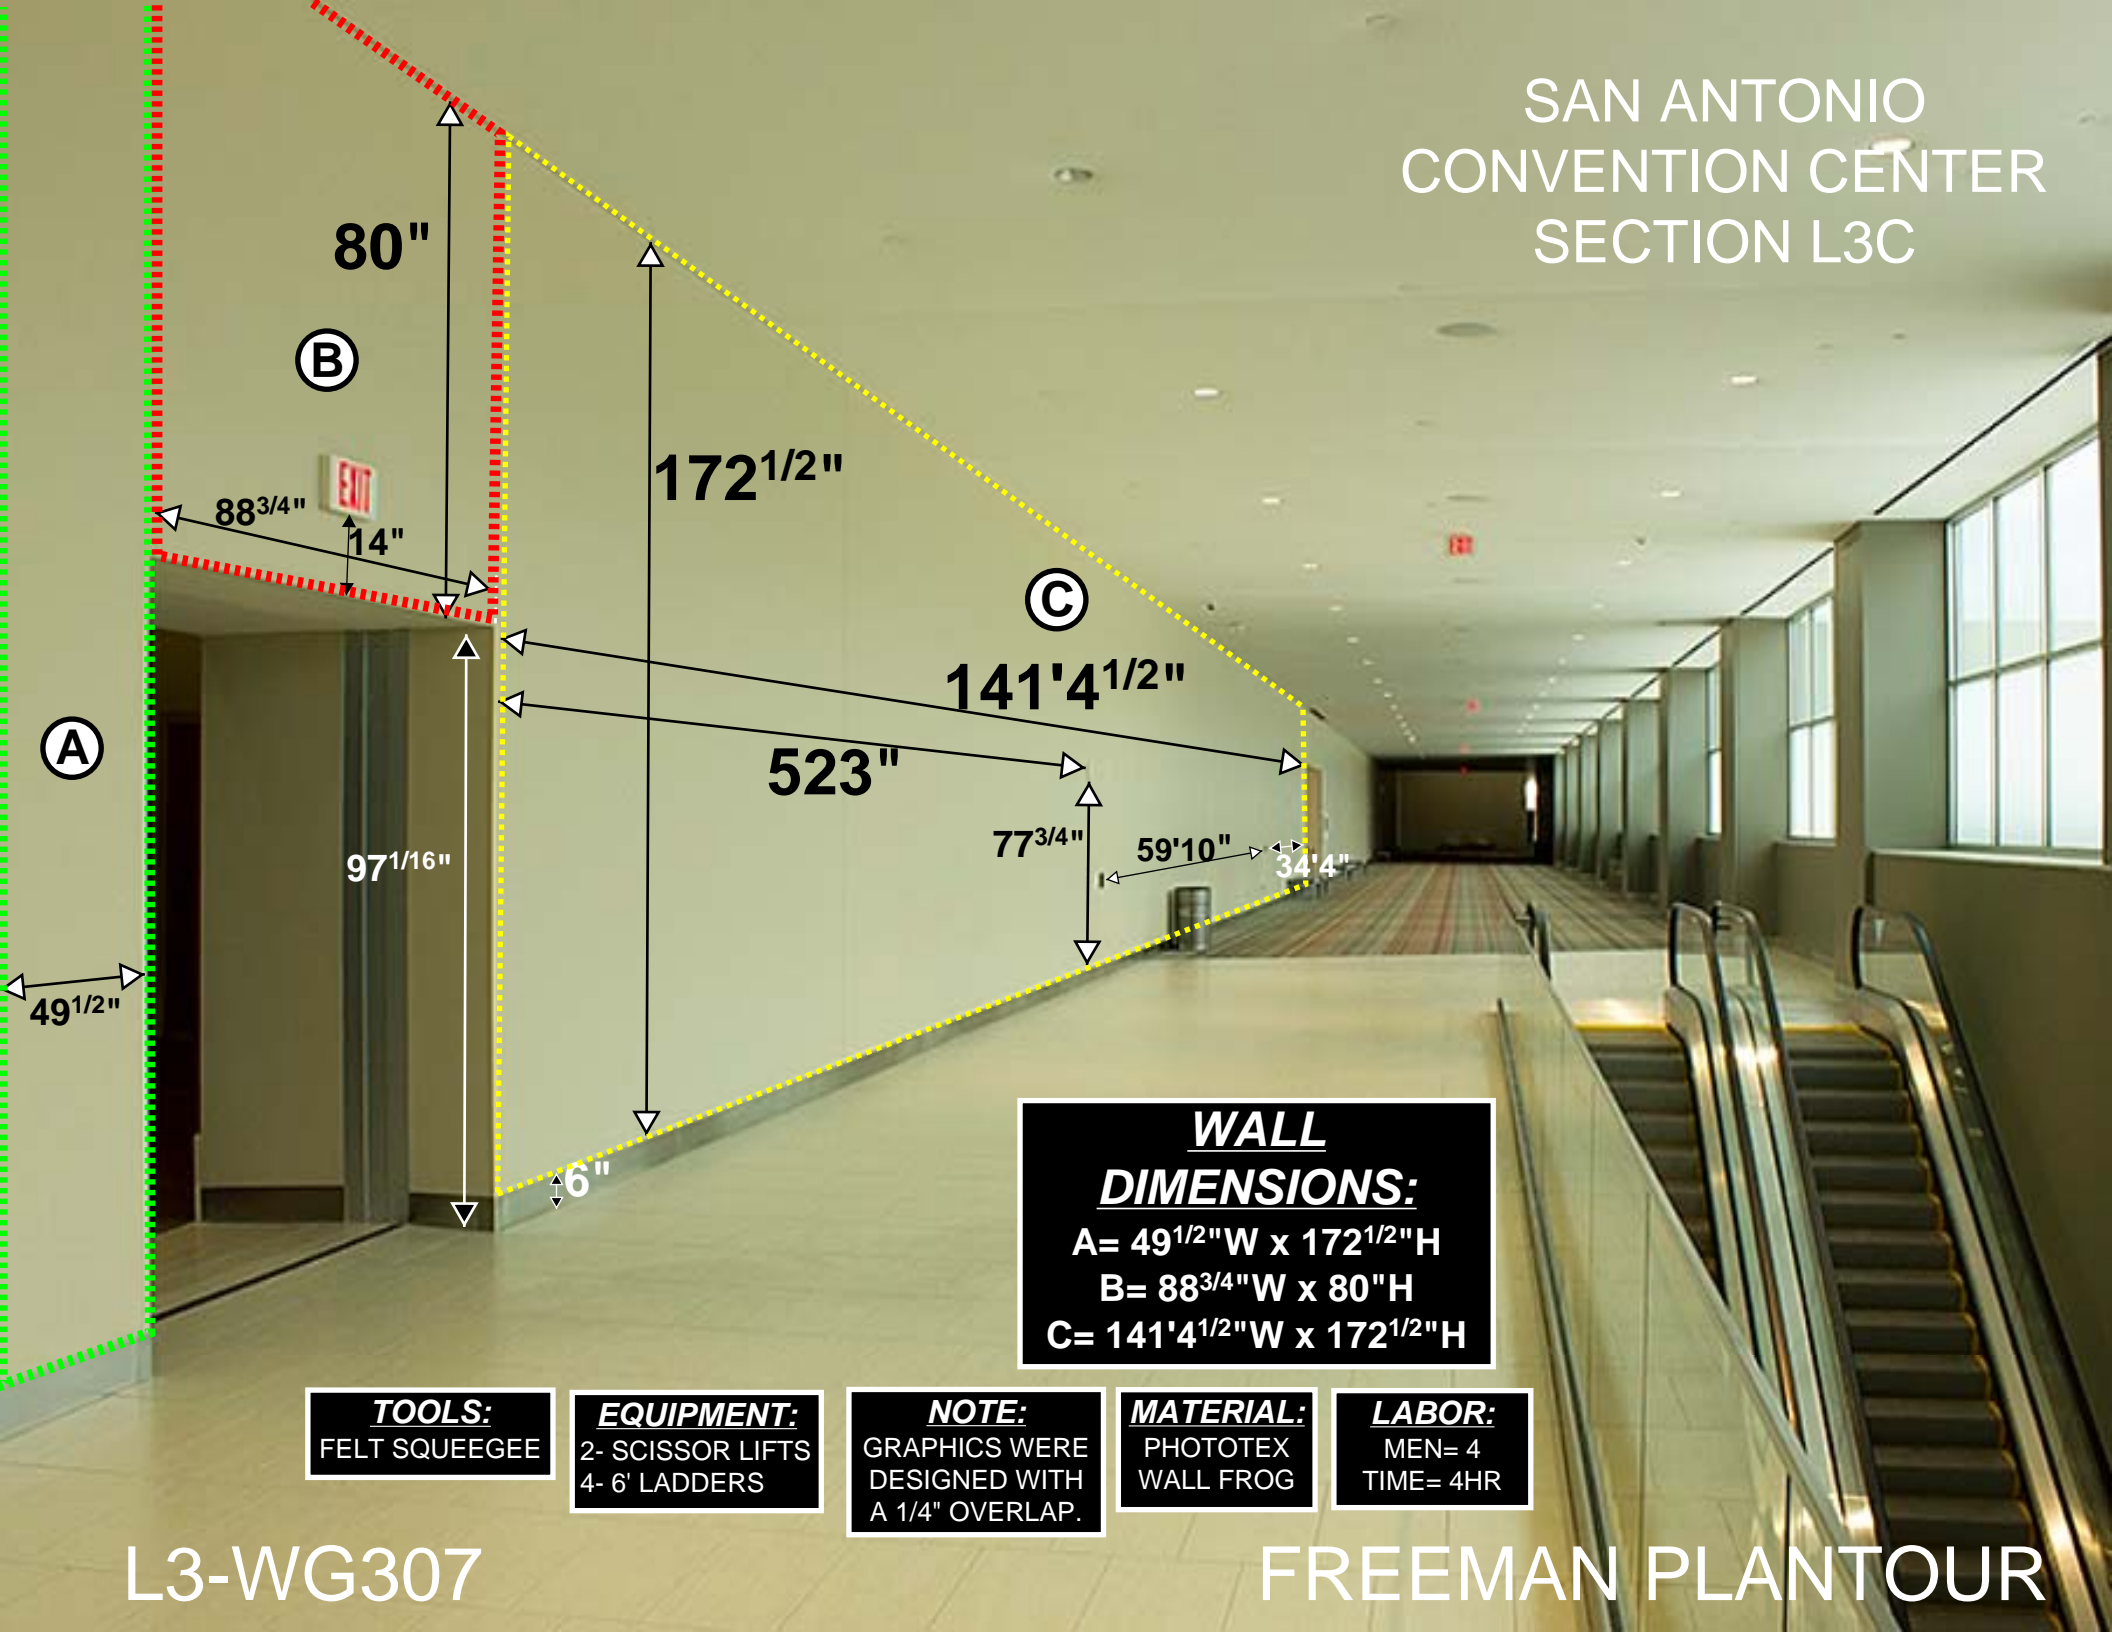 SAN ANTONIO
CONVENTION CENTER
SECTION L3C
80"
B
EXIT
172 1/2"
88 3/4"
14"
C
141'4 1/2"
A
523"
77 3/4"
59'10"
34'4"
97 1/16"
49 1/2"
6"
WALL
DIMENSIONS:
A= 49 1/2"W x 172 1/2"H
B= 88 3/4"W x 80"H
C= 141'4 1/2"W x 172 1/2"H
TOOLS:
FELT SQUEEGEE
EQUIPMENT:
2- SCISSOR LIFTS
4- 6' LADDERS
NOTE:
GRAPHICS WERE
DESIGNED WITH
A 1/4" OVERLAP.
MATERIAL:
PHOTOTEX
WALL FROG
LABOR:
MEN= 4
TIME= 4HR
L3-WG307
FREEMAN PLANTOUR